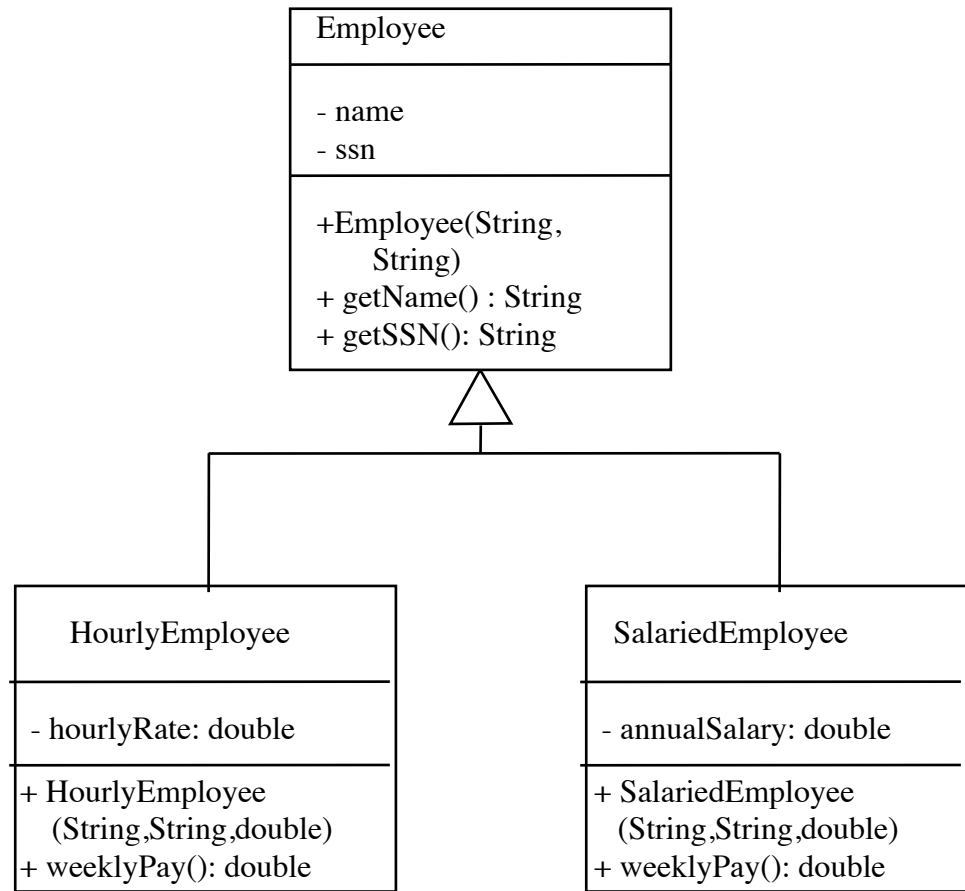 Employee
- name
- ssn
+Employee(String,
String)
+ getName() : String
+ getSSN(): String
HourlyEmployee
- hourlyRate: double
+ HourlyEmployee
(String,String,double)
+ weeklyPay(): double
SalariedEmployee
- annualSalary: double
+ SalariedEmployee
(String,String,double)
+ weeklyPay(): double